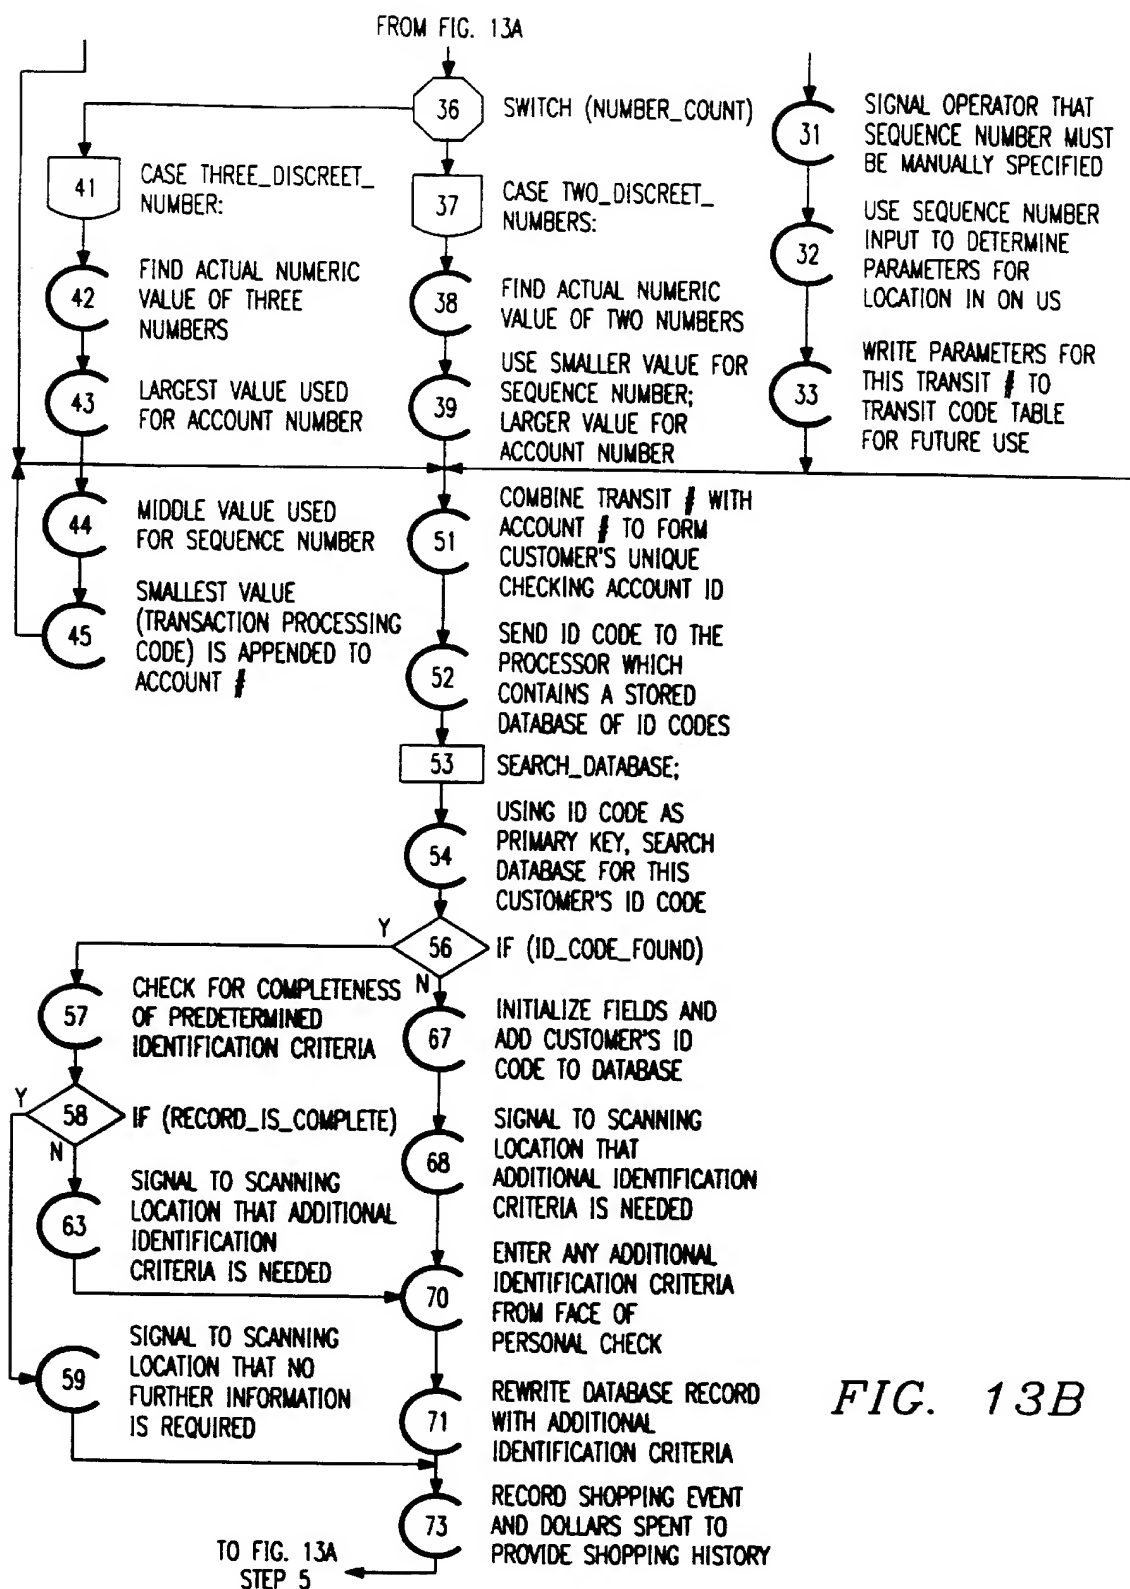 FROM FIG. 13A
36
SWITCH (NUMBER_COUNT)
41
CASE THREE_DISCREET_
NUMBER:
42
FIND ACTUAL NUMERIC
VALUE OF THREE
NUMBERS
43
LARGEST VALUE USED
FOR ACCOUNT NUMBER
44
MIDDLE VALUE USED
FOR SEQUENCE NUMBER
45
SMALLEST VALUE
(TRANSACTION PROCESSING
CODE) IS APPENDED TO
ACCOUNT #
37
CASE TWO_DISCREET_
NUMBERS:
38
FIND ACTUAL NUMERIC
VALUE OF TWO NUMBERS
39
USE SMALLER VALUE FOR
SEQUENCE NUMBER;
LARGER VALUE FOR
ACCOUNT NUMBER
31
SIGNAL OPERATOR THAT
SEQUENCE NUMBER MUST
BE MANUALLY SPECIFIED
32
USE SEQUENCE NUMBER
INPUT TO DETERMINE
PARAMETERS FOR
LOCATION IN ON US
33
WRITE PARAMETERS FOR
THIS TRANSIT # TO
TRANSIT CODE TABLE
FOR FUTURE USE
51
COMBINE TRANSIT # WITH
ACCOUNT # TO FORM
CUSTOMER'S UNIQUE
CHECKING ACCOUNT ID
52
SEND ID CODE TO THE
PROCESSOR WHICH
CONTAINS A STORED
DATABASE OF ID CODES
53
SEARCH_DATABASE;
54
USING ID CODE AS
PRIMARY KEY, SEARCH
DATABASE FOR THIS
CUSTOMER'S ID CODE
Y
56
IF (ID_CODE_FOUND)
N
57
CHECK FOR COMPLETENESS
OF PREDETERMINED
IDENTIFICATION CRITERIA
Y
58
IF (RECORD_IS_COMPLETE)
N
63
SIGNAL TO SCANNING
LOCATION THAT ADDITIONAL
IDENTIFICATION
CRITERIA IS NEEDED
59
SIGNAL TO SCANNING
LOCATION THAT NO
FURTHER INFORMATION
IS REQUIRED
67
INITIALIZE FIELDS AND
ADD CUSTOMER'S ID
CODE TO DATABASE
68
SIGNAL TO SCANNING
LOCATION THAT
ADDITIONAL IDENTIFICATION
CRITERIA IS NEEDED
70
ENTER ANY ADDITIONAL
IDENTIFICATION CRITERIA
FROM FACE OF
PERSONAL CHECK
71
REWRITE DATABASE RECORD
WITH ADDITIONAL
IDENTIFICATION CRITERIA
73
RECORD SHOPPING EVENT
AND DOLLARS SPENT TO
PROVIDE SHOPPING HISTORY
TO FIG. 13A
STEP 5
FIG. 13B